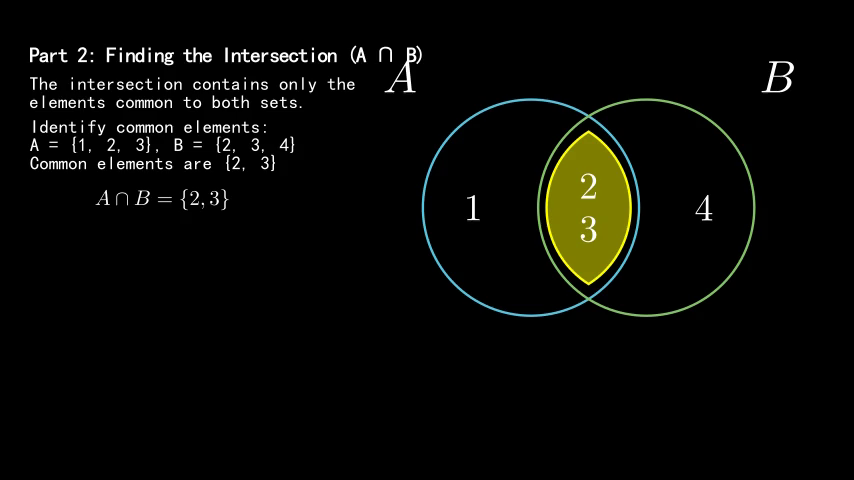 Part 2: Finding the Intersection (A ∩ B)
The intersection contains only the
elements common to both sets.
Identify common elements:
A = {1, 2, 3}, B = {2, 3, 4}
Common elements are {2, 3}
A ∩ B = {2, 3}
A
B
1
2
3
4